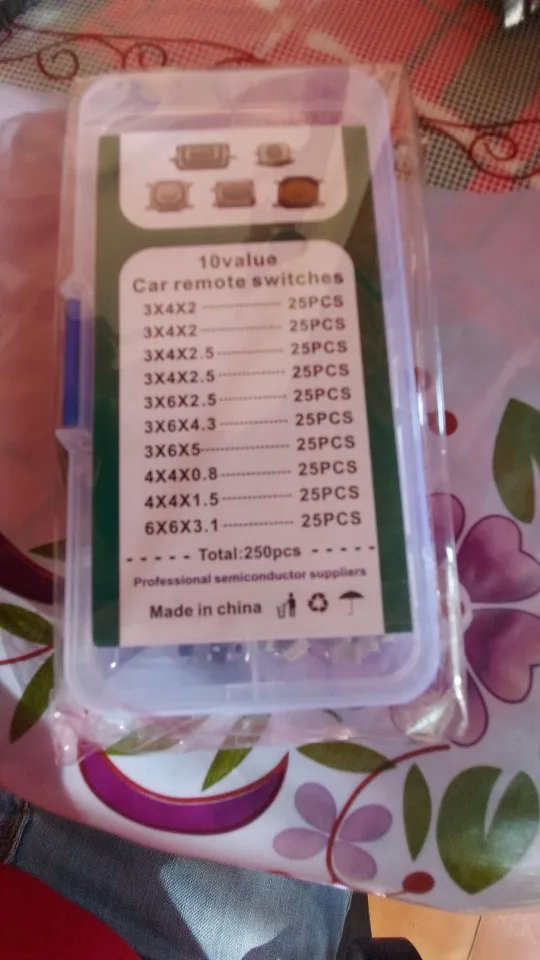 10value
Car remote switches
3X4X2 ---------------- 25PCS
3X4X2 ---------------- 25PCS
3X4X2.5 ------------- 25PCS
3X4X2.5 ------------- 25PCS
3X6X2.5 ------------- 25PCS
3X6X4.3 ------------- 25PCS
3X6X5 ---------------- 25PCS
4X4X0.8 ------------- 25PCS
4X4X1.5 ------------- 25PCS
6X6X3.1 ------------- 25PCS
- - - - - Total:250pcs - - - - -
Professional semiconductor suppliers
Made in china